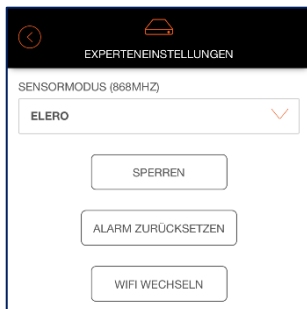 EXPERTENEINSTELLUNGEN
SENSORMODUS (868MHZ)
ELERO
SPERREN
ALARM ZURÜCKSETZEN
WIFI WECHSELN